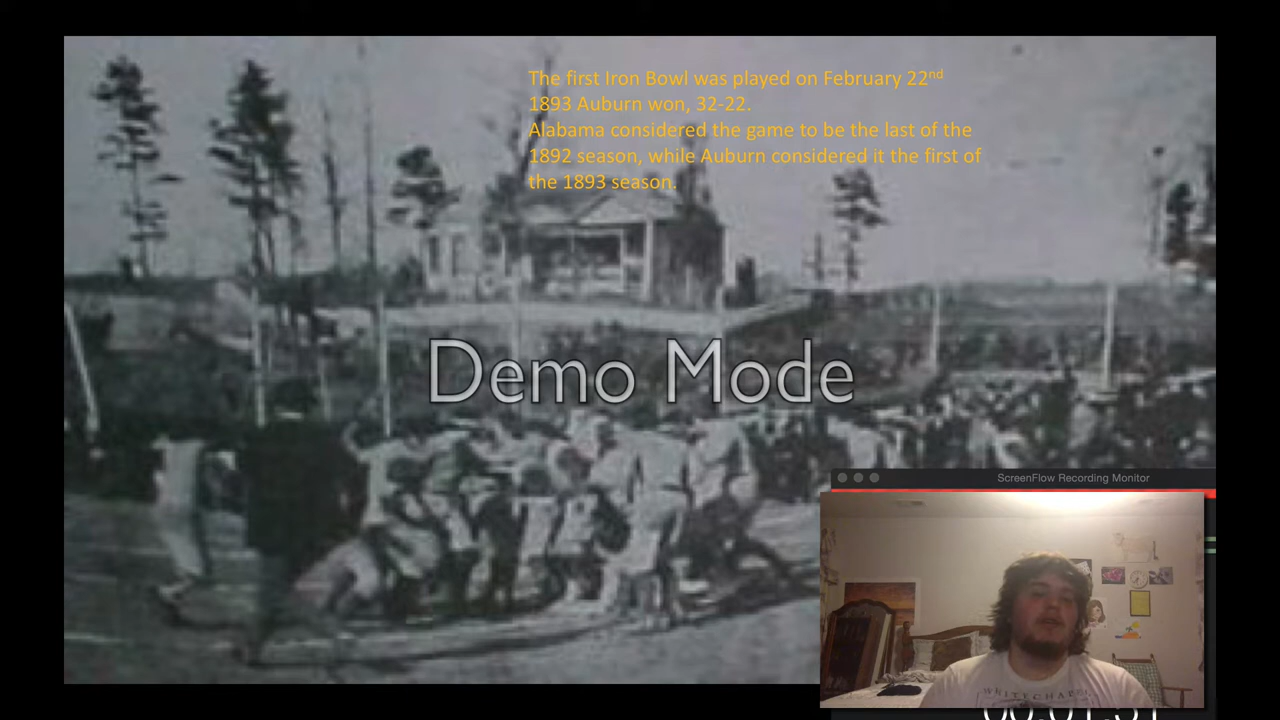 The first Iron Bowl was played on February 22nd
1893 Auburn won, 32-22.
Alabama considered the game to be the last of the
1892 season, while Auburn considered it the first of
the 1893 season.
Demo Mode
ScreenFlow Recording Monitor